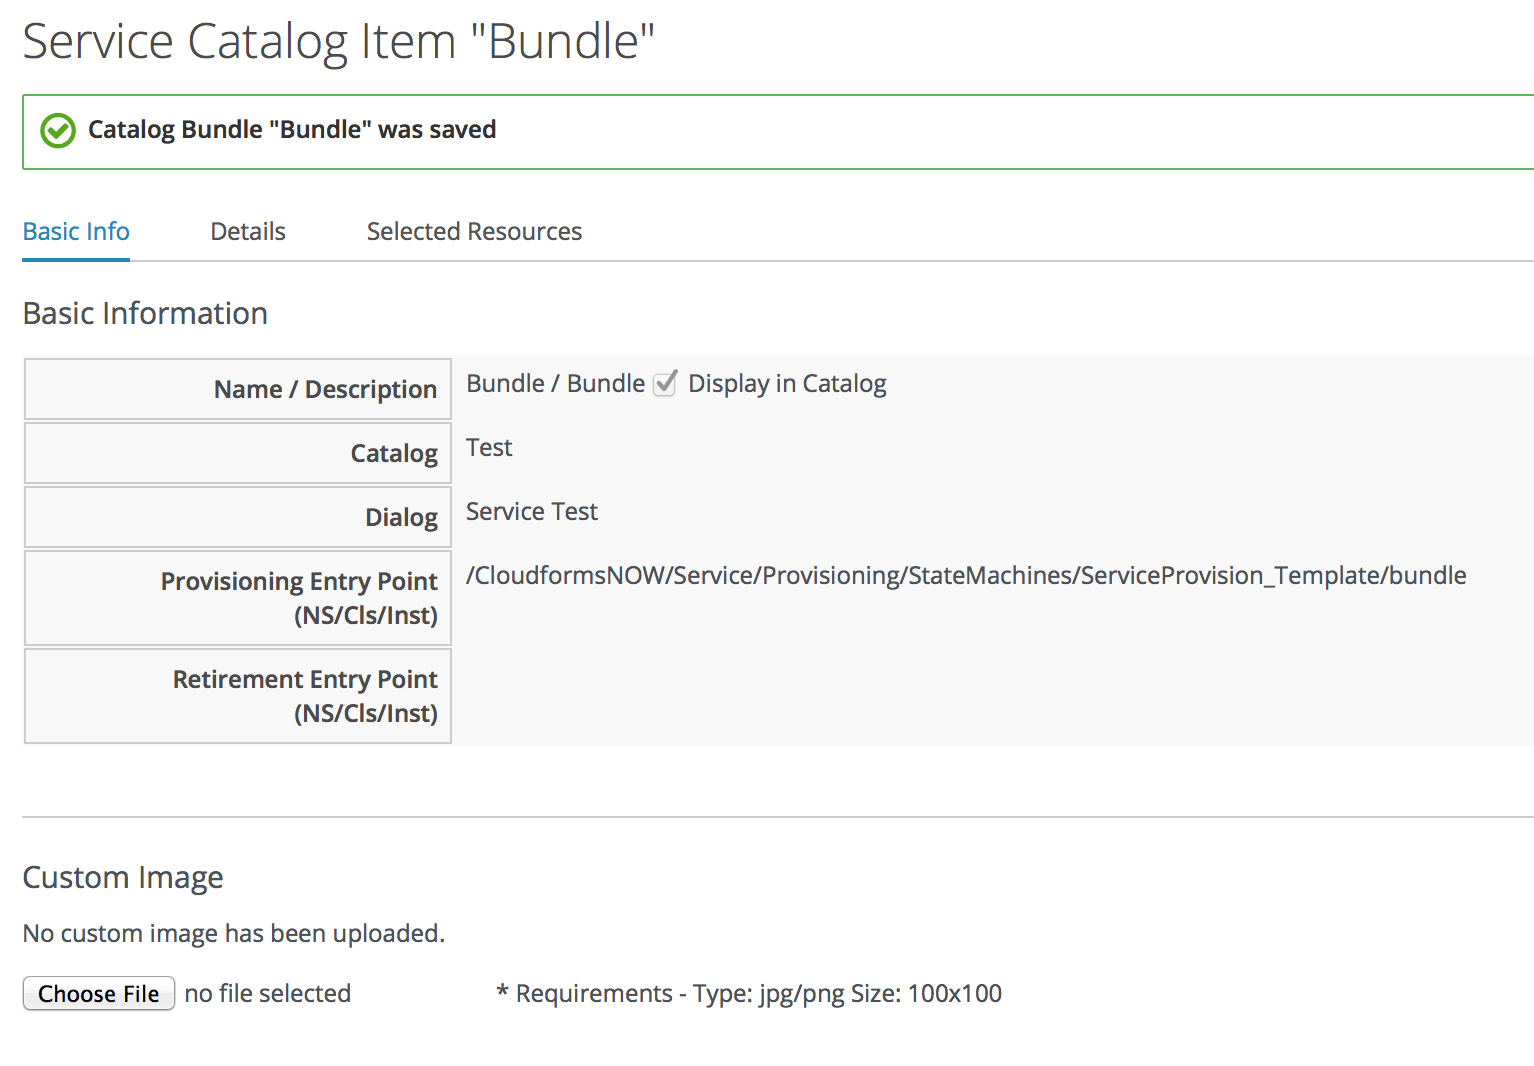 Service Catalog Item "Bundle"
Catalog Bundle "Bundle" was saved
Basic Info Details Selected Resources
Basic Information
Name / Description Bundle / Bundle Display in Catalog
Catalog Test
Dialog Service Test
Provisioning Entry Point /CloudformsNOW/Service/Provisioning/StateMachines/ServiceProvision_Template/bundle
(NS/Cls/Inst)
Retirement Entry Point
(NS/Cls/Inst)
Custom Image
No custom image has been uploaded.
Choose File no file selected * Requirements - Type: jpg/png Size: 100x100